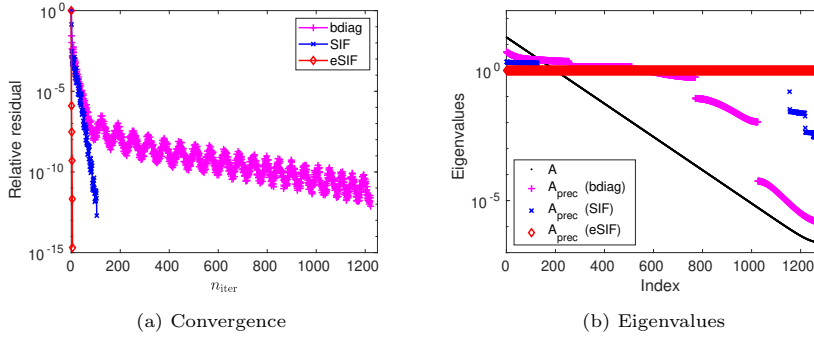 10^0
10^-5
10^-10
10^-15
Relative residual
0 200 400 600 800 1000 1200
n_iter
bdiag
SIF
eSIF
(a) Convergence
10^0
10^-5
Eigenvalues
0 200 400 600 800 1000 1200
Index
A
A_prec (bdiag)
A_prec (SIF)
A_prec (eSIF)
(b) Eigenvalues